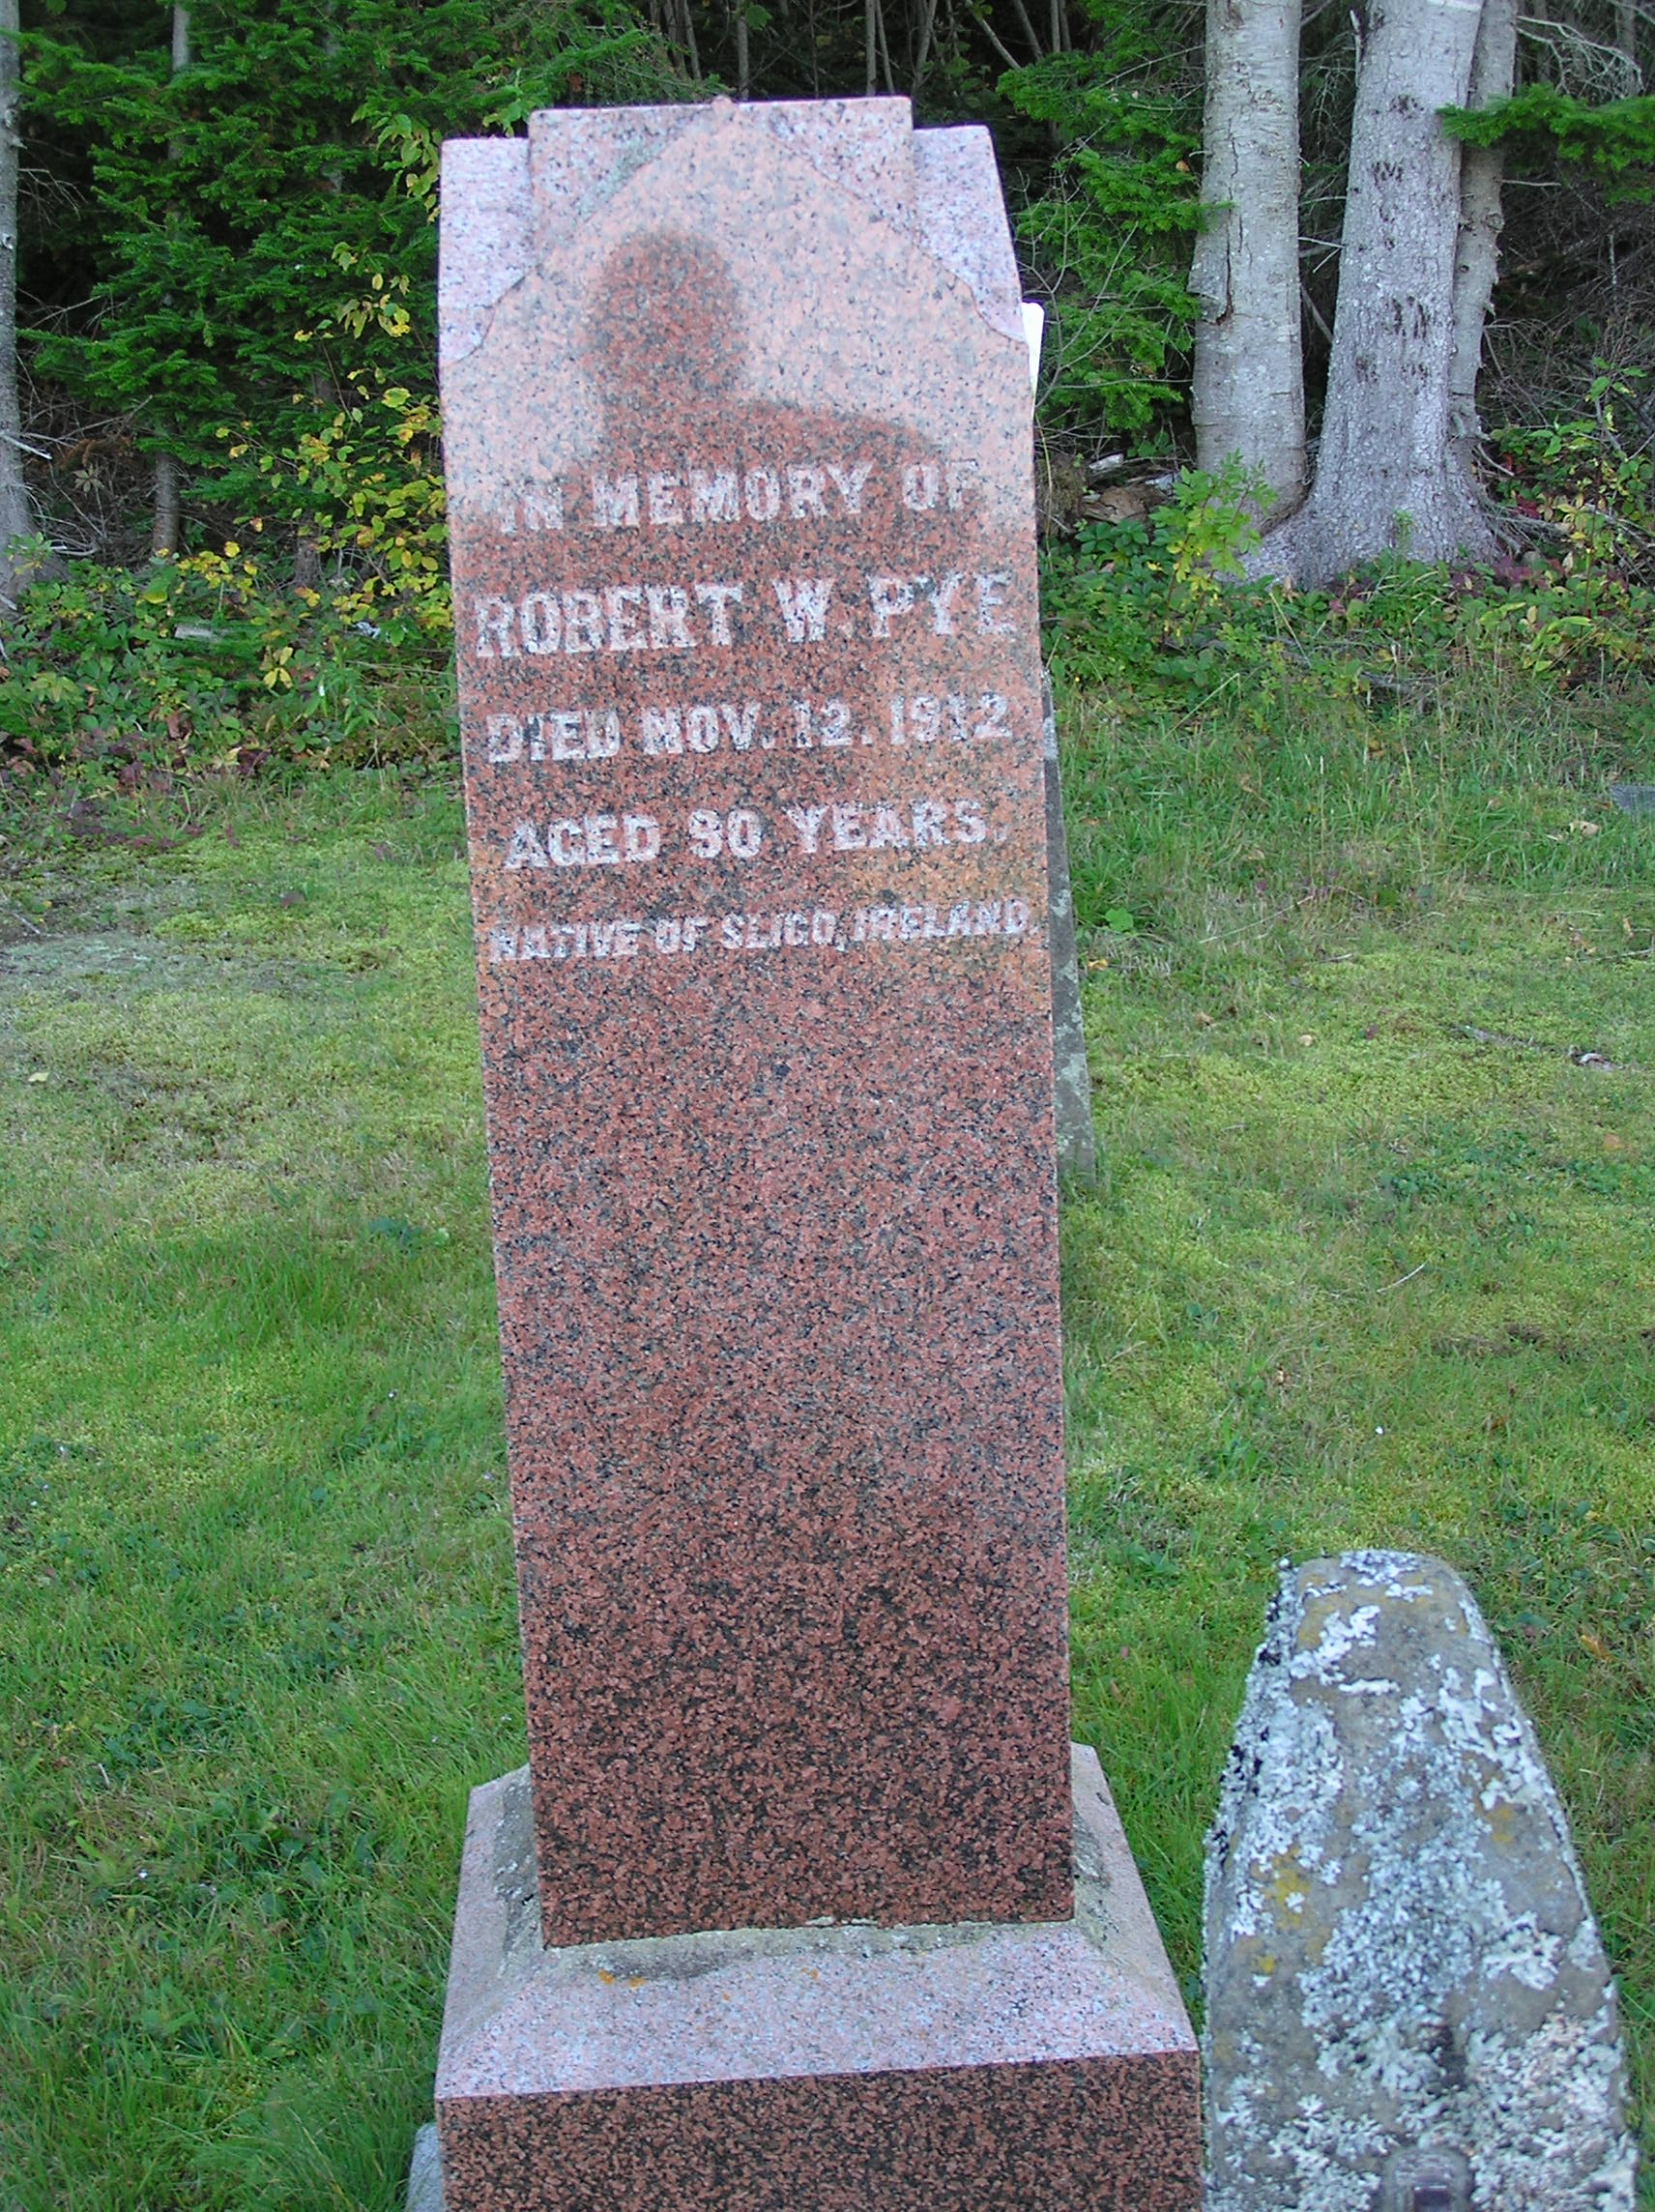 IN MEMORY OF
ROBERT W. PYE
DIED NOV. 12. 1912
AGED 80 YEARS.
NATIVE OF SLIGO, IRELAND